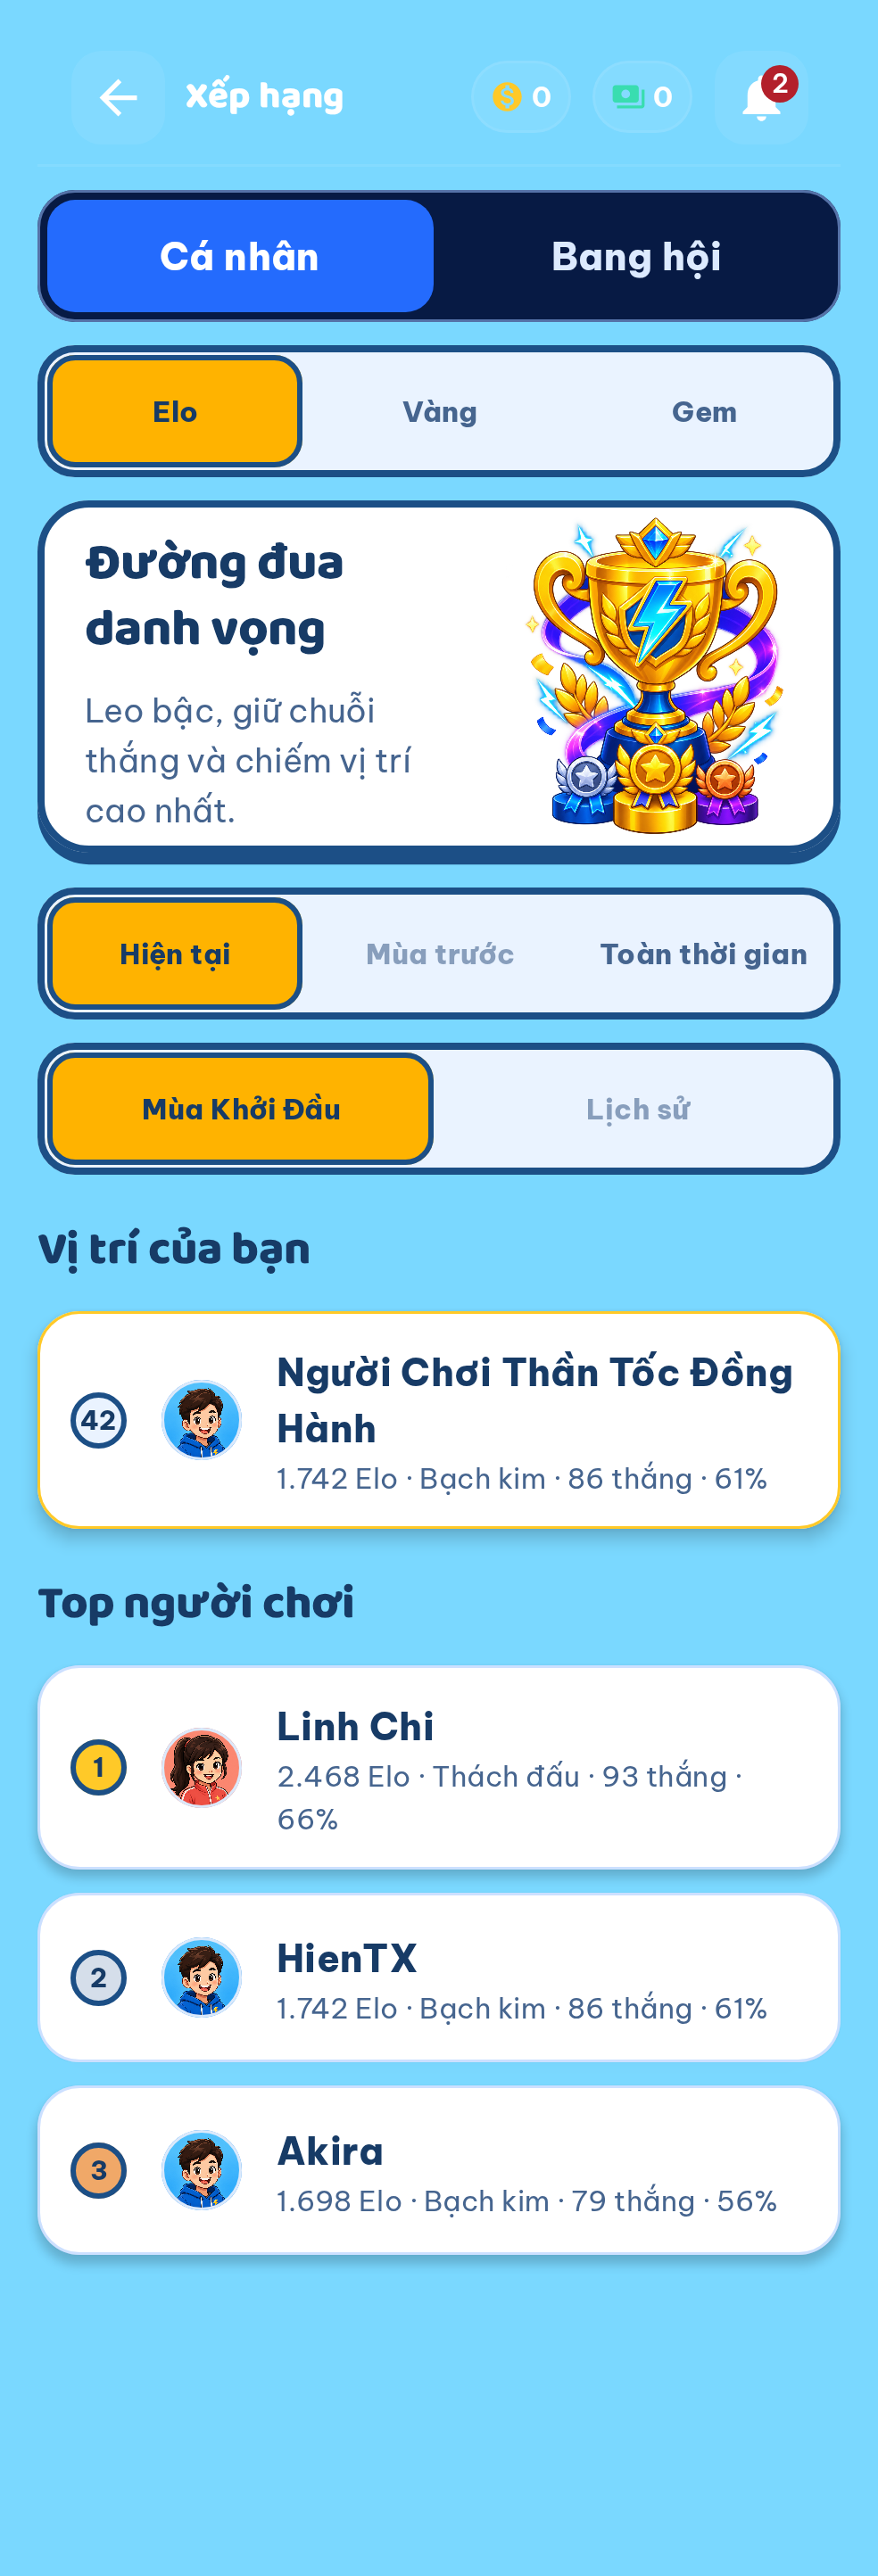 Xếp hạng
0
0
2
Cá nhân
Bang hội
Elo
Vàng
Gem
Đường đua
danh vọng
Leo bậc, giữ chuỗi
thắng và chiếm vị trí
cao nhất.
Hiện tại
Mùa trước
Toàn thời gian
Mùa Khởi Đầu
Lịch sử
Vị trí của bạn
42
Người Chơi Thần Tốc Đồng
Hành
1.742 Elo · Bạch kim · 86 thắng · 61%
Top người chơi
1
Linh Chi
2.468 Elo · Thách đấu · 93 thắng ·
66%
2
HienTX
1.742 Elo · Bạch kim · 86 thắng · 61%
3
Akira
1.698 Elo · Bạch kim · 79 thắng · 56%